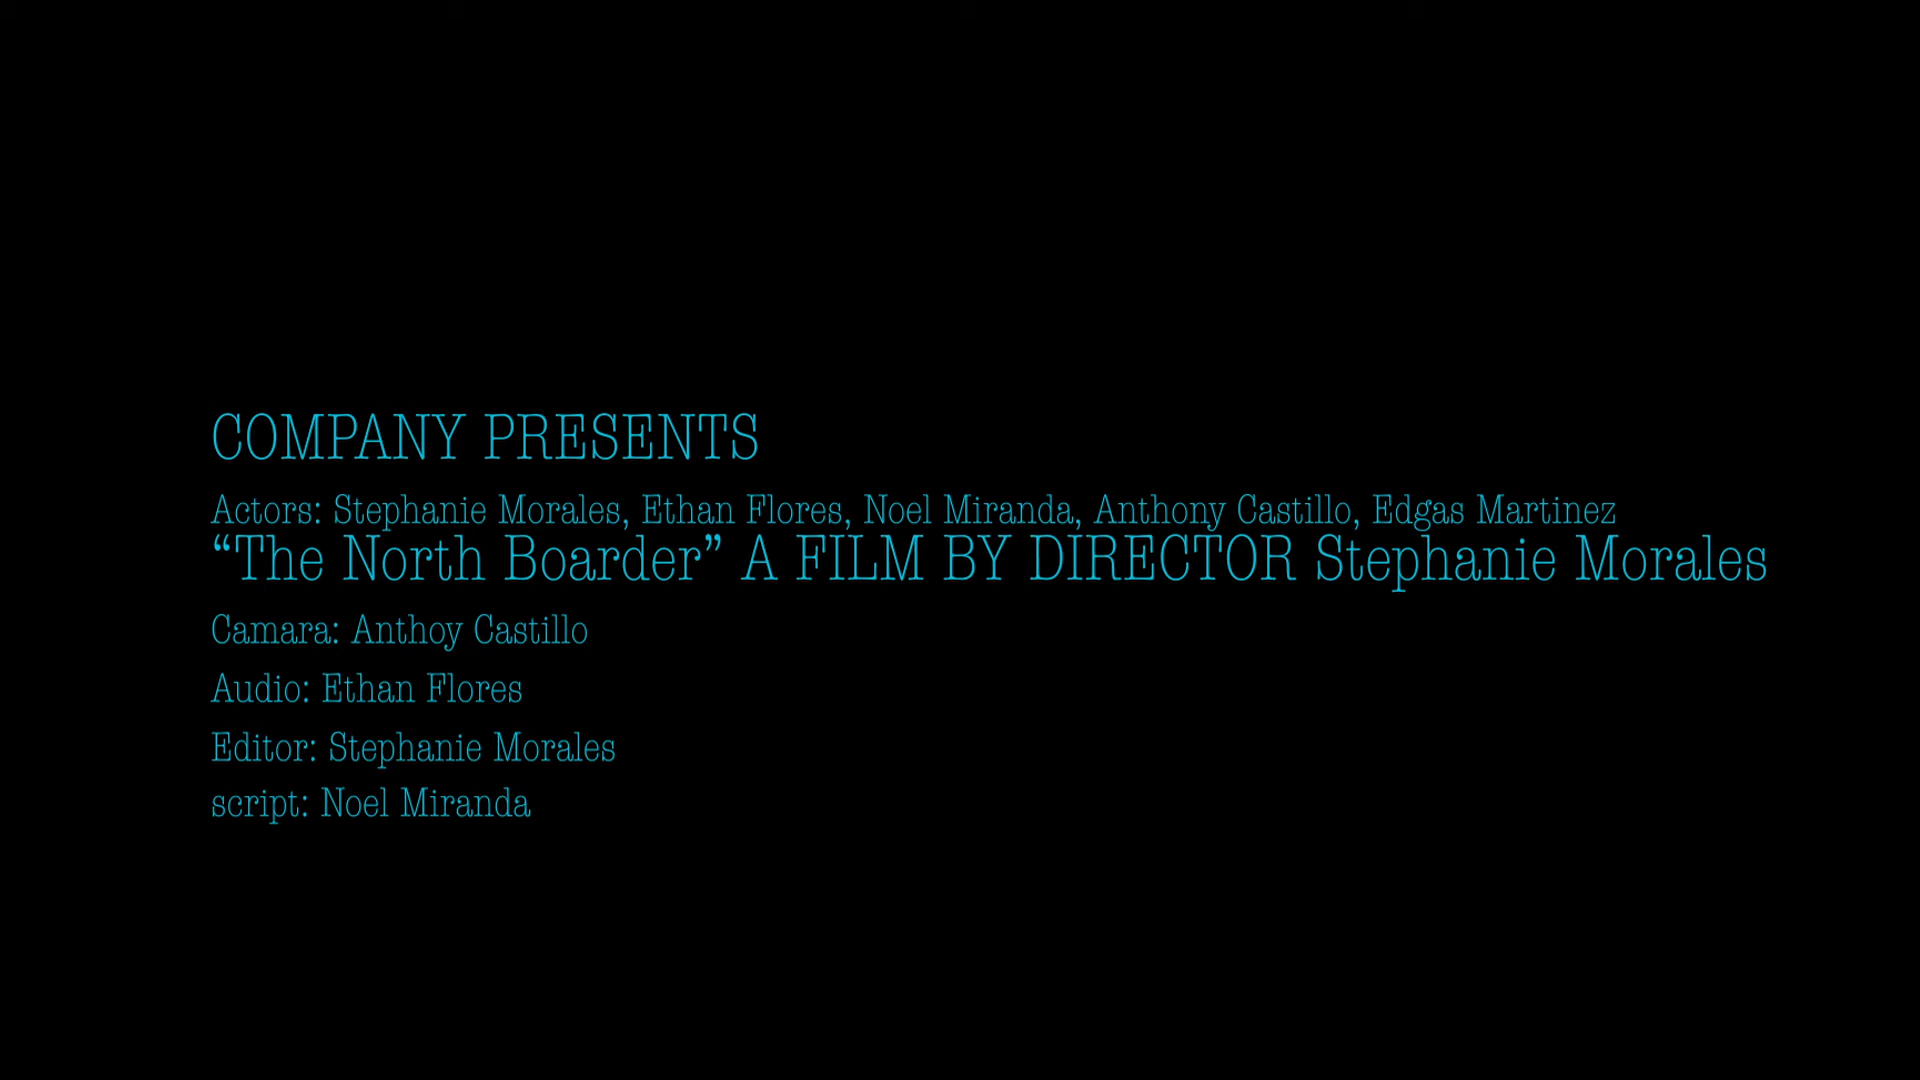 COMPANY PRESENTS
Actors: Stephanie Morales, Ethan Flores, Noel Miranda, Anthony Castillo, Edgas Martinez
“The North Boarder” A FILM BY DIRECTOR Stephanie Morales
Camara: Anthoy Castillo
Audio: Ethan Flores
Editor: Stephanie Morales
script: Noel Miranda